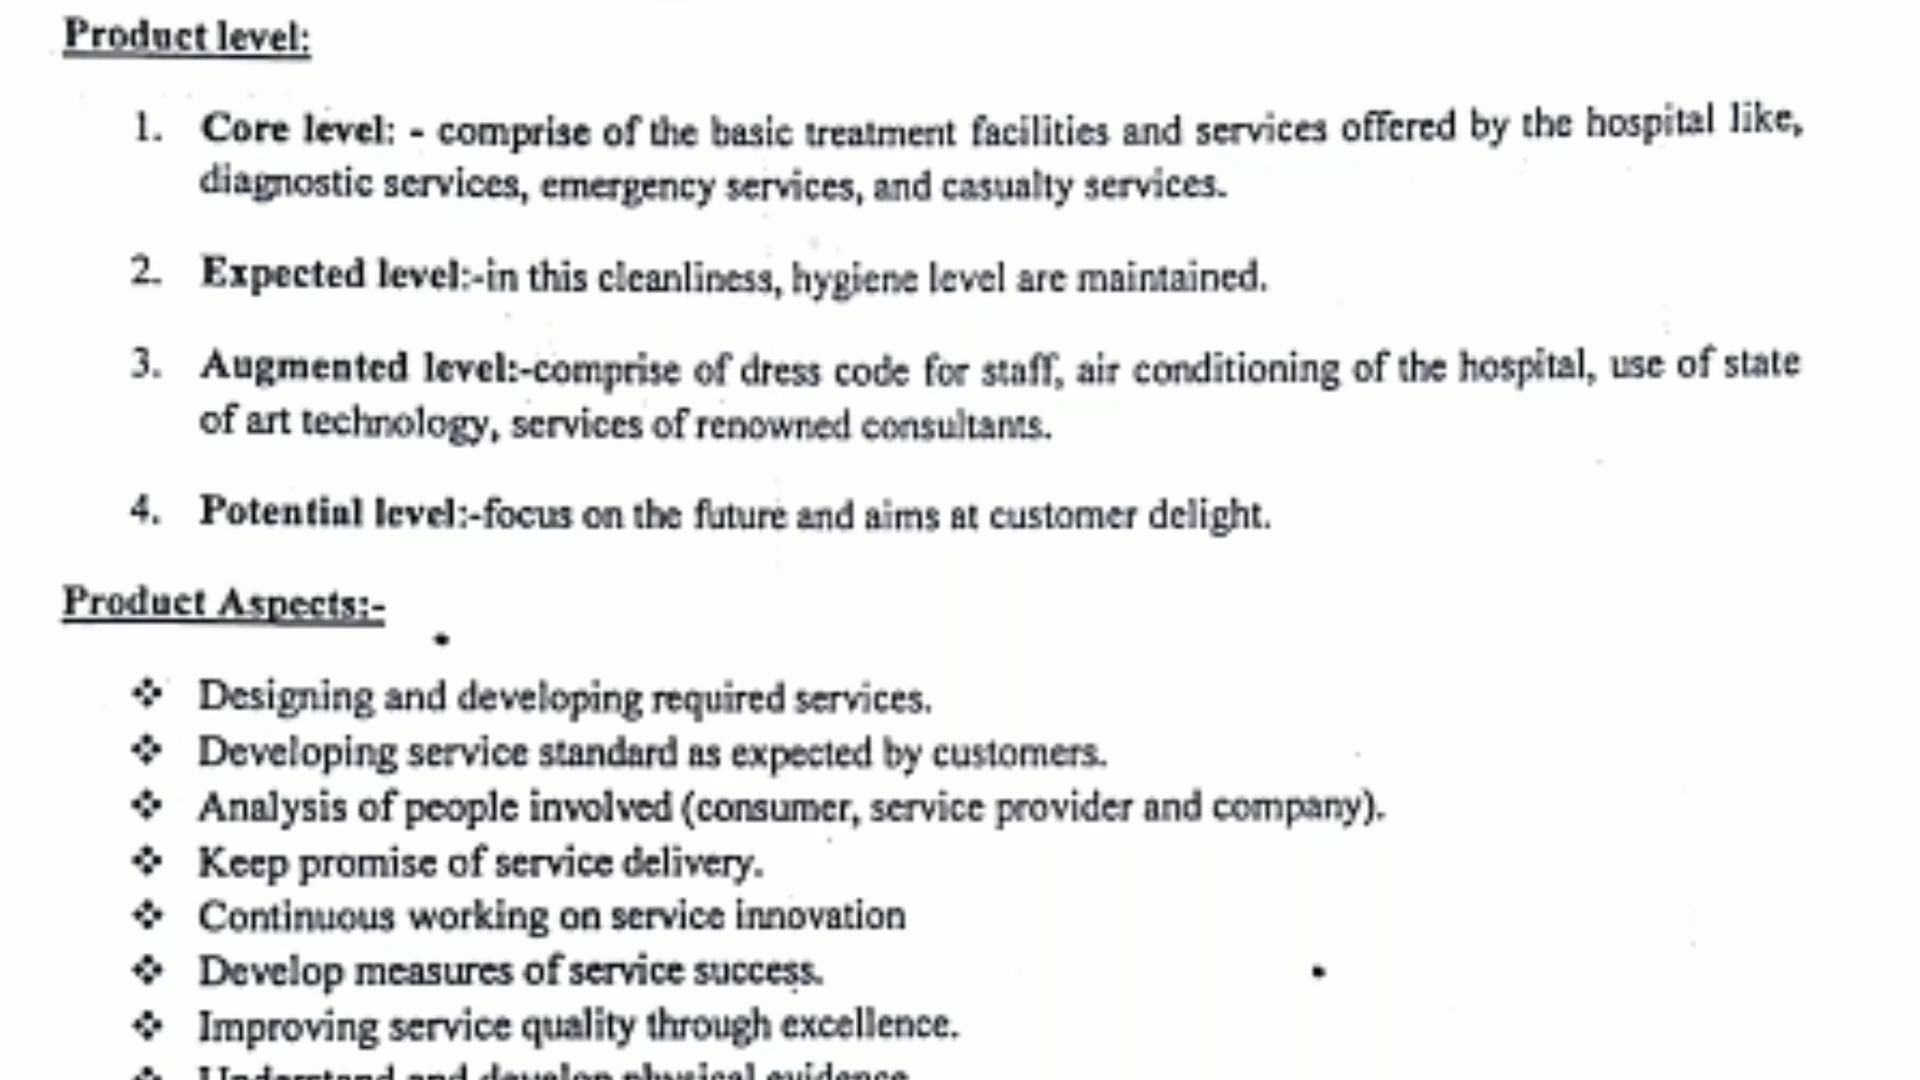 Product level:
1. Core level: - comprise of the basic treatment facilities and services offered by the hospital like,
diagnostic services, emergency services, and casualty services.
2. Expected level:-in this cleanliness, hygiene level are maintained.
3. Augmented level:-comprise of dress code for staff, air conditioning of the hospital, use of state
of art technology, services of renowned consultants.
4. Potential level:-focus on the future and aims at customer delight.
Product Aspects:-
❖ Designing and developing required services.
❖ Developing service standard as expected by customers.
❖ Analysis of people involved (consumer, service provider and company).
❖ Keep promise of service delivery.
❖ Continuous working on service innovation
❖ Develop measures of service success.
❖ Improving service quality through excellence.
❖ Understand and develop physical evidence